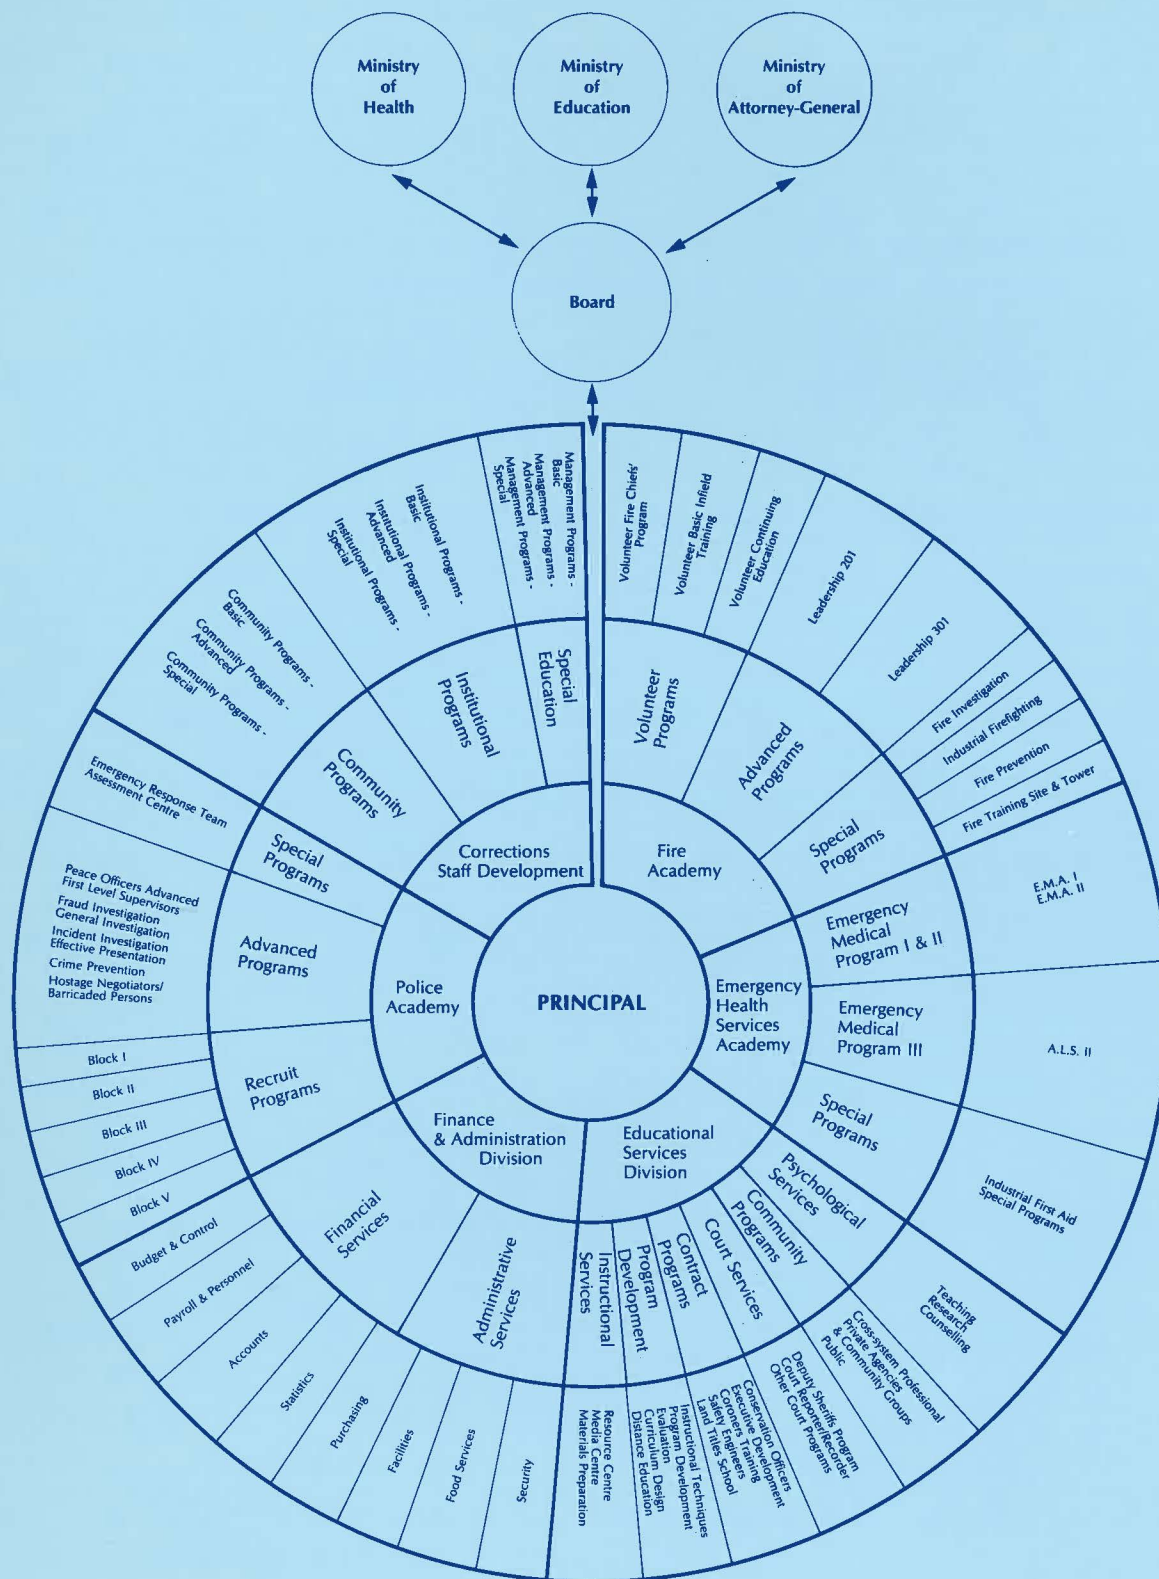 Ministry
of
Health
Ministry
of
Education
Ministry
of
Attorney-General
Board
PRINCIPAL
Corrections
Staff Development
Fire
Academy
Emergency
Health
Services
Academy
Educational
Services
Division
Finance
& Administration
Division
Police
Academy
Volunteer
Programs
Advanced
Programs
Special
Programs
Emergency
Medical
Program I & II
Emergency
Medical
Program III
Special
Programs
Psychological
Services
Community
Programs
Court Services
Contract
Programs
Program
Development
Instructional
Services
Administrative
Services
Financial
Services
Recruit
Programs
Advanced
Programs
Special
Programs
Community
Programs
Institutional
Programs
Special
Education
Volunteer Fire Chiefs'
Program
Volunteer Basic Infield
Training
Volunteer Continuing
Education
Leadership 201
Leadership 301
Fire Investigation
Industrial Firefighting
Fire Prevention
Fire Training Site & Tower
E.M.A. I
E.M.A. II
A.L.S. II
Industrial First Aid
Special Programs
Teaching
Research
Counselling
Cross-system Professional
Private Agencies
& Community Groups
Public
Deputy Sheriffs Program
Court Reporter/Recorder
Other Court Programs
Conservation Officers
Executive Development
Coroners Training
Safety Engineers
Land Titles School
Instructional Techniques
Program Development
Evaluation
Curriculum Design
Distance Education
Resource Centre
Media Centre
Materials Preparation
Security
Food Services
Facilities
Purchasing
Statistics
Accounts
Payroll & Personnel
Budget & Control
Block V
Block IV
Block III
Block II
Block I
Peace Officers Advanced
First Level Supervisors
Fraud Investigation
General Investigation
Incident Investigation
Effective Presentation
Crime Prevention
Hostage Negotiators/
Barricaded Persons
Emergency Response Team
Assessment Centre
Community Programs -
Basic
Community Programs -
Advanced
Community Programs -
Special
Institutional Programs -
Basic
Institutional Programs -
Advanced
Institutional Programs -
Special
Management Programs -
Basic
Management Programs -
Advanced
Management Programs -
Special